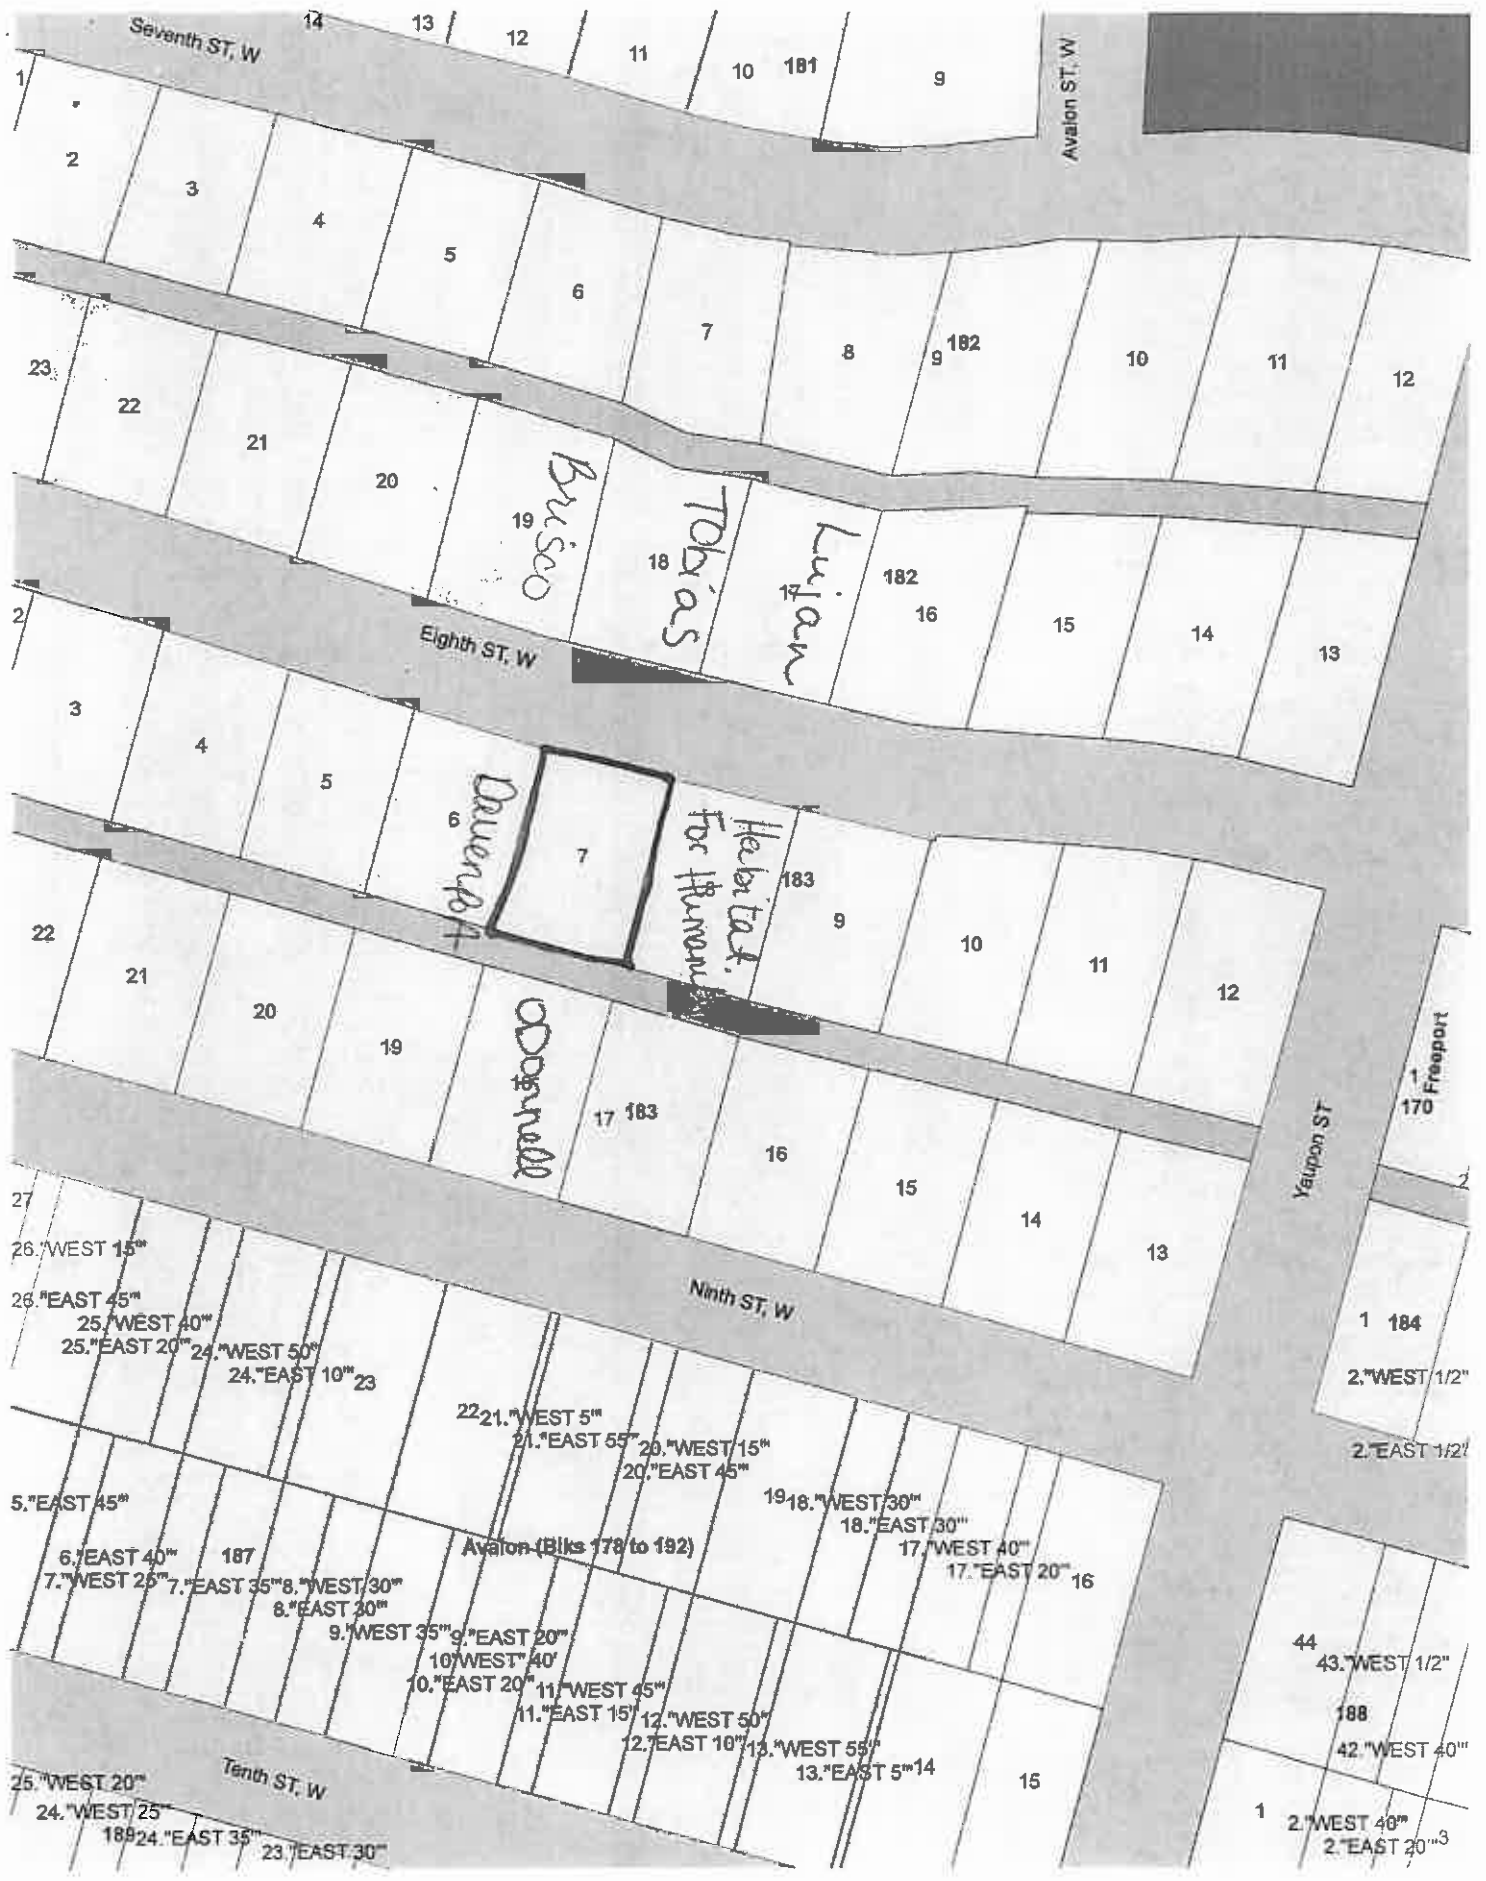 Seventh ST, W
14
13
12
11
10
181
9
Avalon ST, W
1
2
3
4
5
6
7
8
9
182
10
11
12
23
22
21
20
19
Brisco
18
Tobias
17
Lujan
182
16
15
14
13
Eighth ST, W
2
3
4
5
6
Davenport
7
Habitat
For Humani
183
9
10
11
12
22
21
20
19
ODonnell
17
183
16
15
14
13
Yaupon ST
Freeport
1
170
2
Ninth ST, W
27
26."WEST 15'"
26."EAST 45'"
25."WEST 40'"
25."EAST 20'"
24."WEST 50'"
24."EAST 10'"
23
22
21."WEST 5'"
21."EAST 55'"
20."WEST 15'"
20."EAST 45'"
19
18."WEST 30'"
18."EAST 30'"
17."WEST 40'"
17."EAST 20'"
16
1
184
2."WEST 1/2"
2."EAST 1/2"
5."EAST 45'"
6."EAST 40'"
187
7."WEST 25'"
7."EAST 35'"
8."WEST 30'"
8."EAST 30'"
Avalon (Blks 178 to 192)
9."WEST 35'"
9."EAST 20'"
10"WEST" 40'
10."EAST 20'"
11."WEST 45'"
11."EAST 15'"
12."WEST 50'"
12."EAST 10'"
13."WEST 55'"
13."EAST 5'"
14
15
44
43."WEST 1/2"
188
42."WEST 40'"
1
2."WEST 40'"
2."EAST 20'"
3
Tenth ST, W
25."WEST 20'"
24."WEST 25'"
189
24."EAST 35'"
23."EAST 30'"